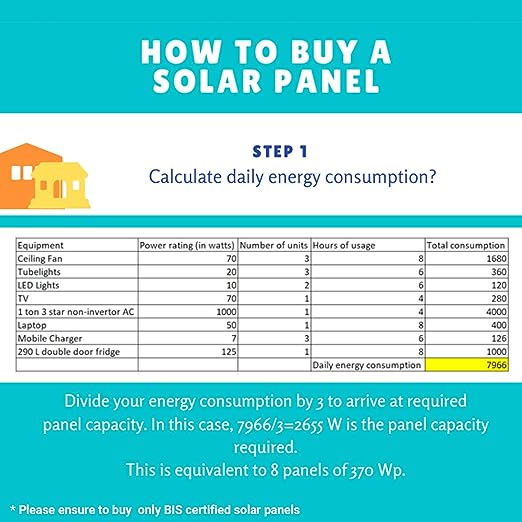 HOW TO BUY A
SOLAR PANEL
STEP 1
Calculate daily energy consumption?
Equipment Power rating (in watts) Number of units Hours of usage Total consumption
Ceiling Fan 70 3 8 1680
Tubelights 20 3 6 360
LED Lights 10 2 6 120
TV 70 1 4 280
1 ton 3 star non-invertor AC 1000 1 4 4000
Laptop 50 1 8 400
Mobile Charger 7 3 6 126
290 L double door fridge 125 1 8 1000
Daily energy consumption 7966
Divide your energy consumption by 3 to arrive at required
panel capacity. In this case, 7966/3=2655 W is the panel capacity
required.
This is equivalent to 8 panels of 370 Wp.
* Please ensure to buy only BIS certified solar panels